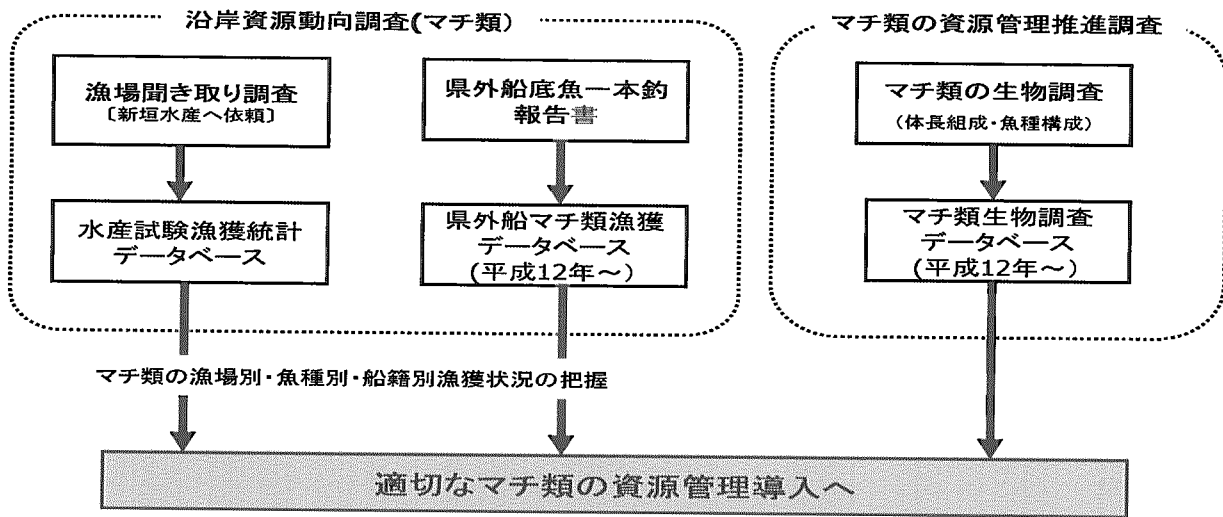 沿岸資源動向調査(マチ類)
漁場聞き取り調査
〔新垣水産へ依頼〕
水産試験漁獲統計
データベース
県外船底魚一本釣
報告書
県外船マチ類漁獲
データベース
(平成12年～)
マチ類の漁場別・魚種別・船籍別漁獲状況の把握
マチ類の資源管理推進調査
マチ類の生物調査
(体長組成・魚種構成)
マチ類生物調査
データベース
(平成12年～)
適切なマチ類の資源管理導入へ